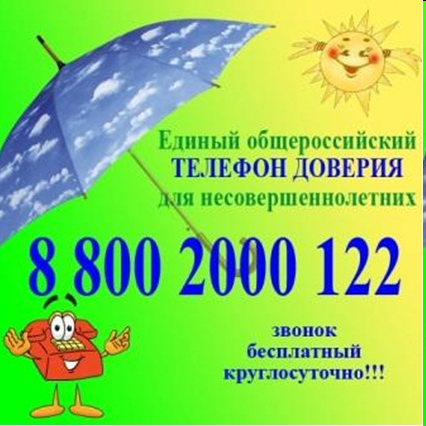 Единый общероссийский
ТЕЛЕФОН ДОВЕРИЯ
для несовершеннолетних
8 800 2000 122
звонок
бесплатный
круглосуточно!!!